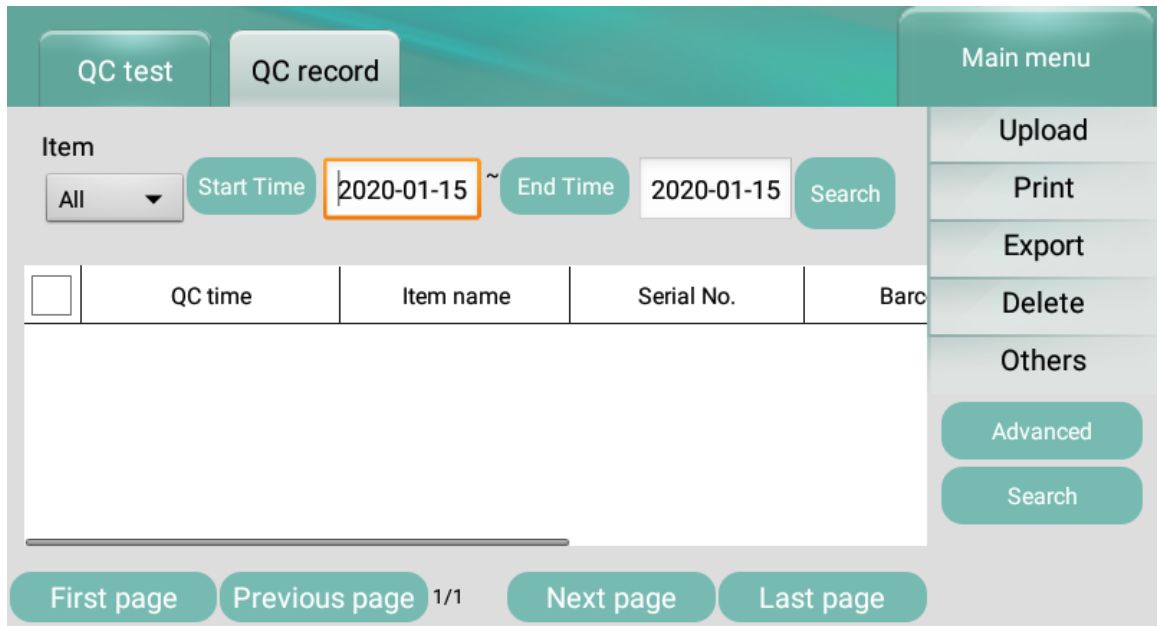 QC test QC record Main menu
Item
All Start Time 2020-01-15 ~ End Time 2020-01-15 Search
QC time Item name Serial No. Barc
Upload
Print
Export
Delete
Others
Advanced
Search
First page Previous page 1/1 Next page Last page